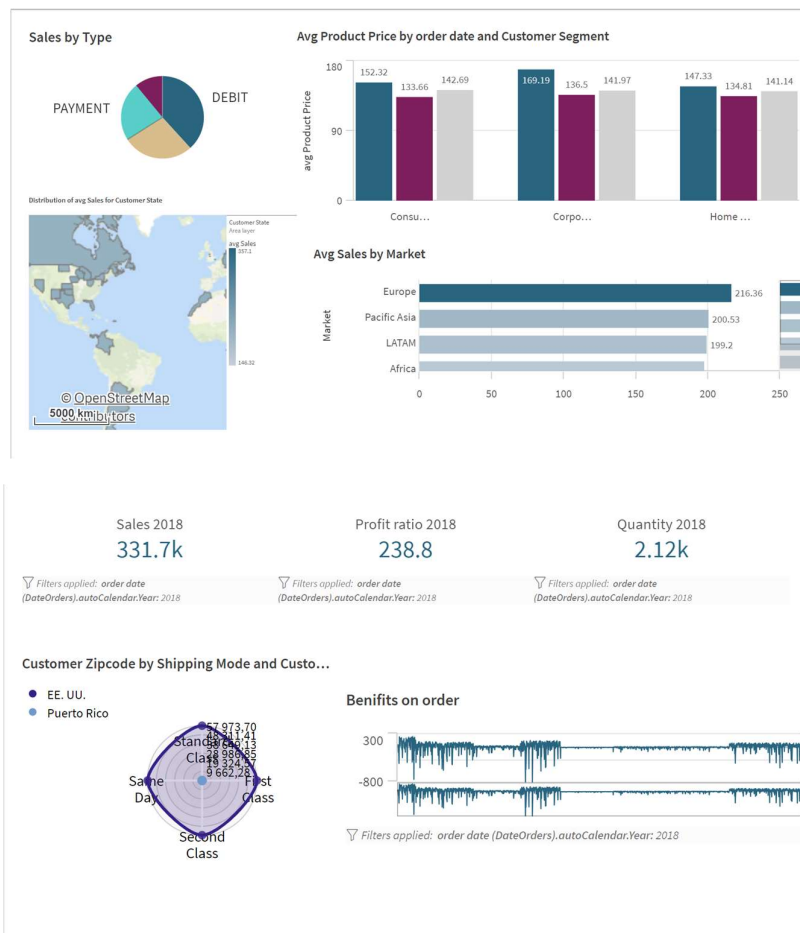 Sales by Type
PAYMENT
DEBIT
Avg Product Price by order date and Customer Segment
avg Product Price
180
90
0
152.32
133.66
142.69
169.19
136.5
141.97
147.33
134.81
141.14
Consu...
Corpo...
Home ...
Distribution of avg Sales for Customer State
Customer State
Area layer
avg Sales
357.1
146.32
© OpenStreetMap
contributors
5000 km
Avg Sales by Market
Market
Europe
216.36
Pacific Asia
200.53
LATAM
199.2
Africa
0
50
100
150
200
250
Sales 2018
331.7k
Filters applied: order date
(DateOrders).autoCalendar.Year: 2018
Profit ratio 2018
238.8
Filters applied: order date
(DateOrders).autoCalendar.Year: 2018
Quantity 2018
2.12k
Filters applied: order date
(DateOrders).autoCalendar.Year: 2018
Customer Zipcode by Shipping Mode and Custo...
EE. UU.
Puerto Rico
57 973,70
Standard
Class
9 662,28
Same
Day
First
Class
Second
Class
Benifits on order
300
-800
Filters applied: order date (DateOrders).autoCalendar.Year: 2018